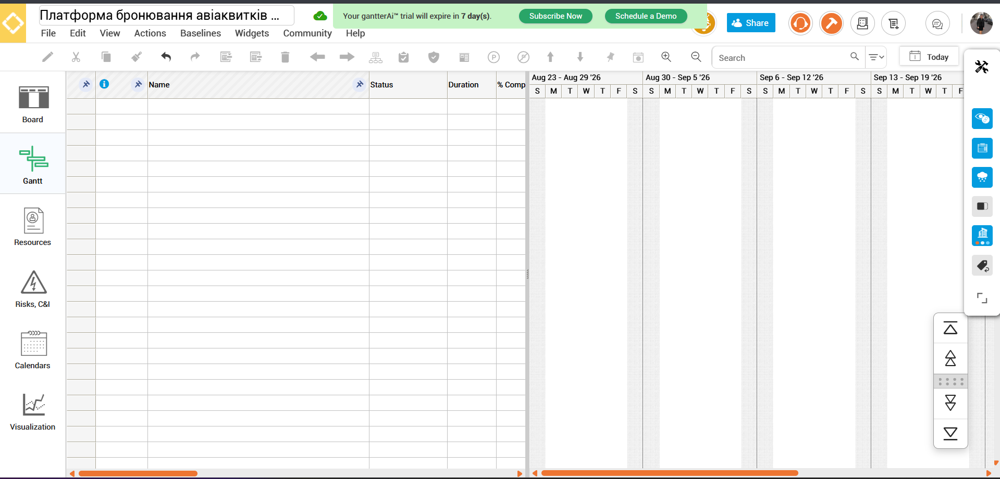 Платформа бронювання авіаквитків ...
Your gantterAi™ trial will expire in 7 day(s).
Subscribe Now
Schedule a Demo
Share
File Edit View Actions Baselines Widgets Community Help
Search
Today
Name
Status
Duration
% Comp
Aug 23 - Aug 29 '26
Aug 30 - Sep 5 '26
Sep 6 - Sep 12 '26
Sep 13 - Sep 19 '26
S M T W T F S S M T W T F S S M T W T F S S M T W T F
Board
Gantt
Resources
Risks, C&I
Calendars
Visualization